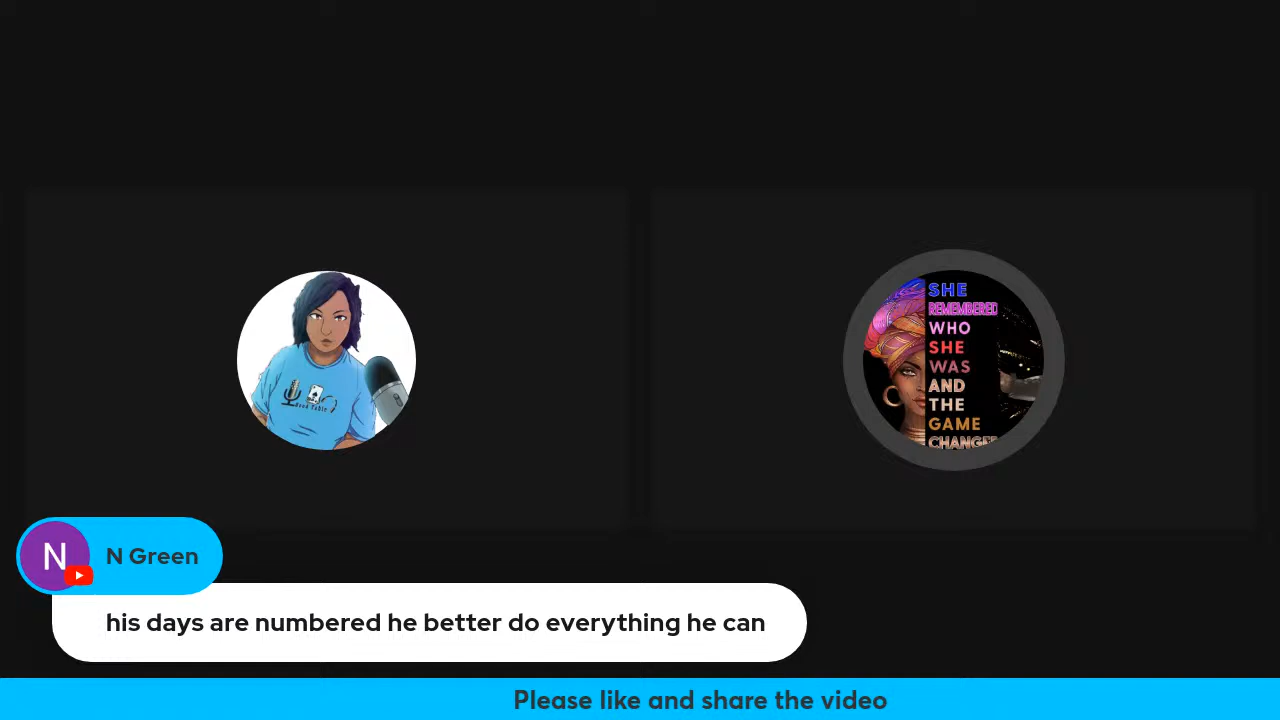 SHE
REMEMBERED
WHO
SHE
WAS
AND
THE
GAME
N
N Green
his days are numbered he better do everything he can
Please like and share the video